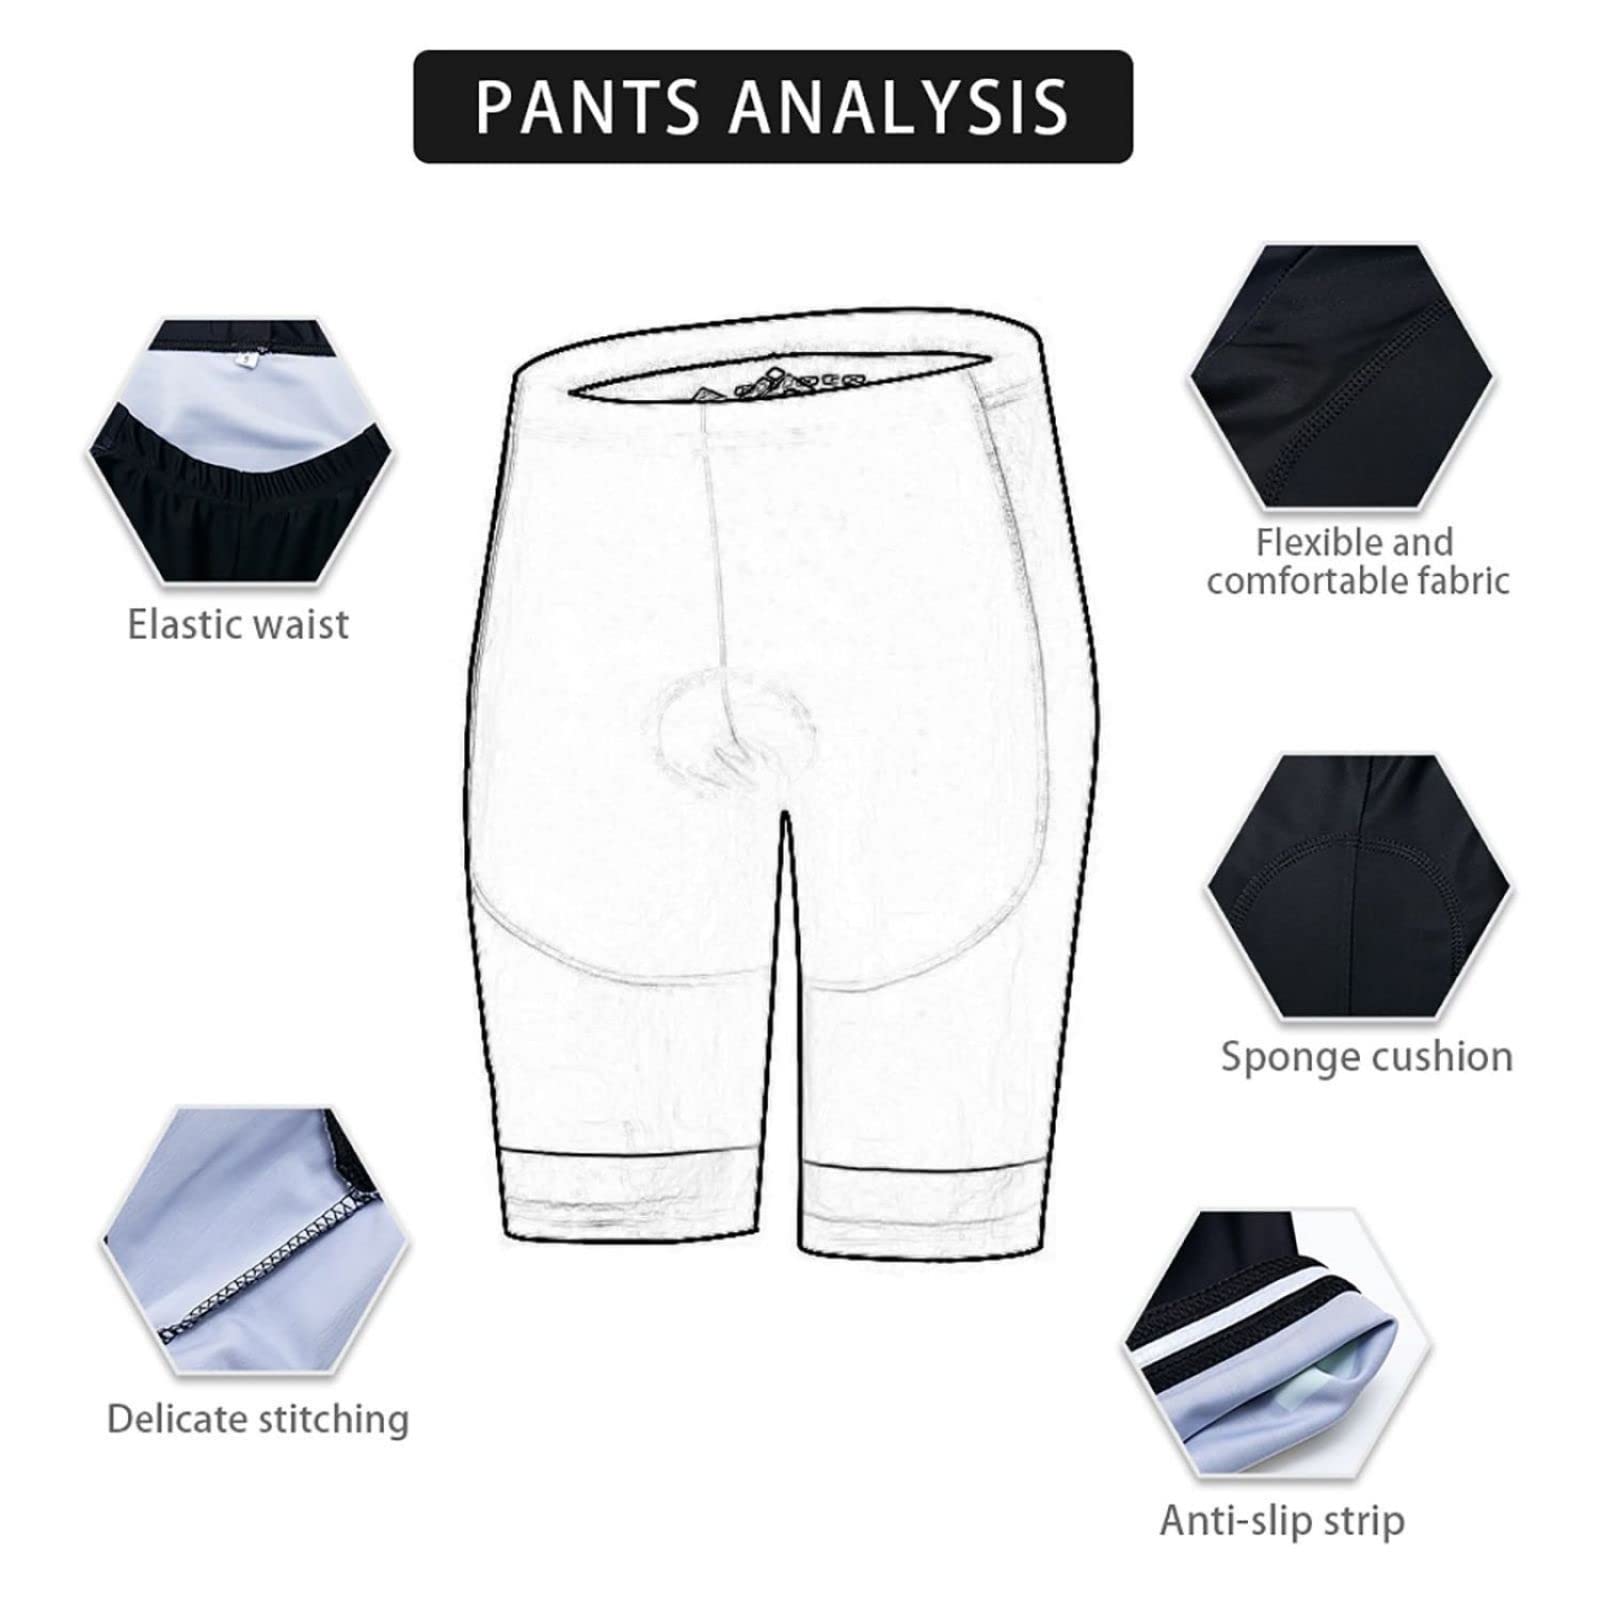 PANTS ANALYSIS
Elastic waist
Flexible and
comfortable fabric
Sponge cushion
Delicate stitching
Anti-slip strip